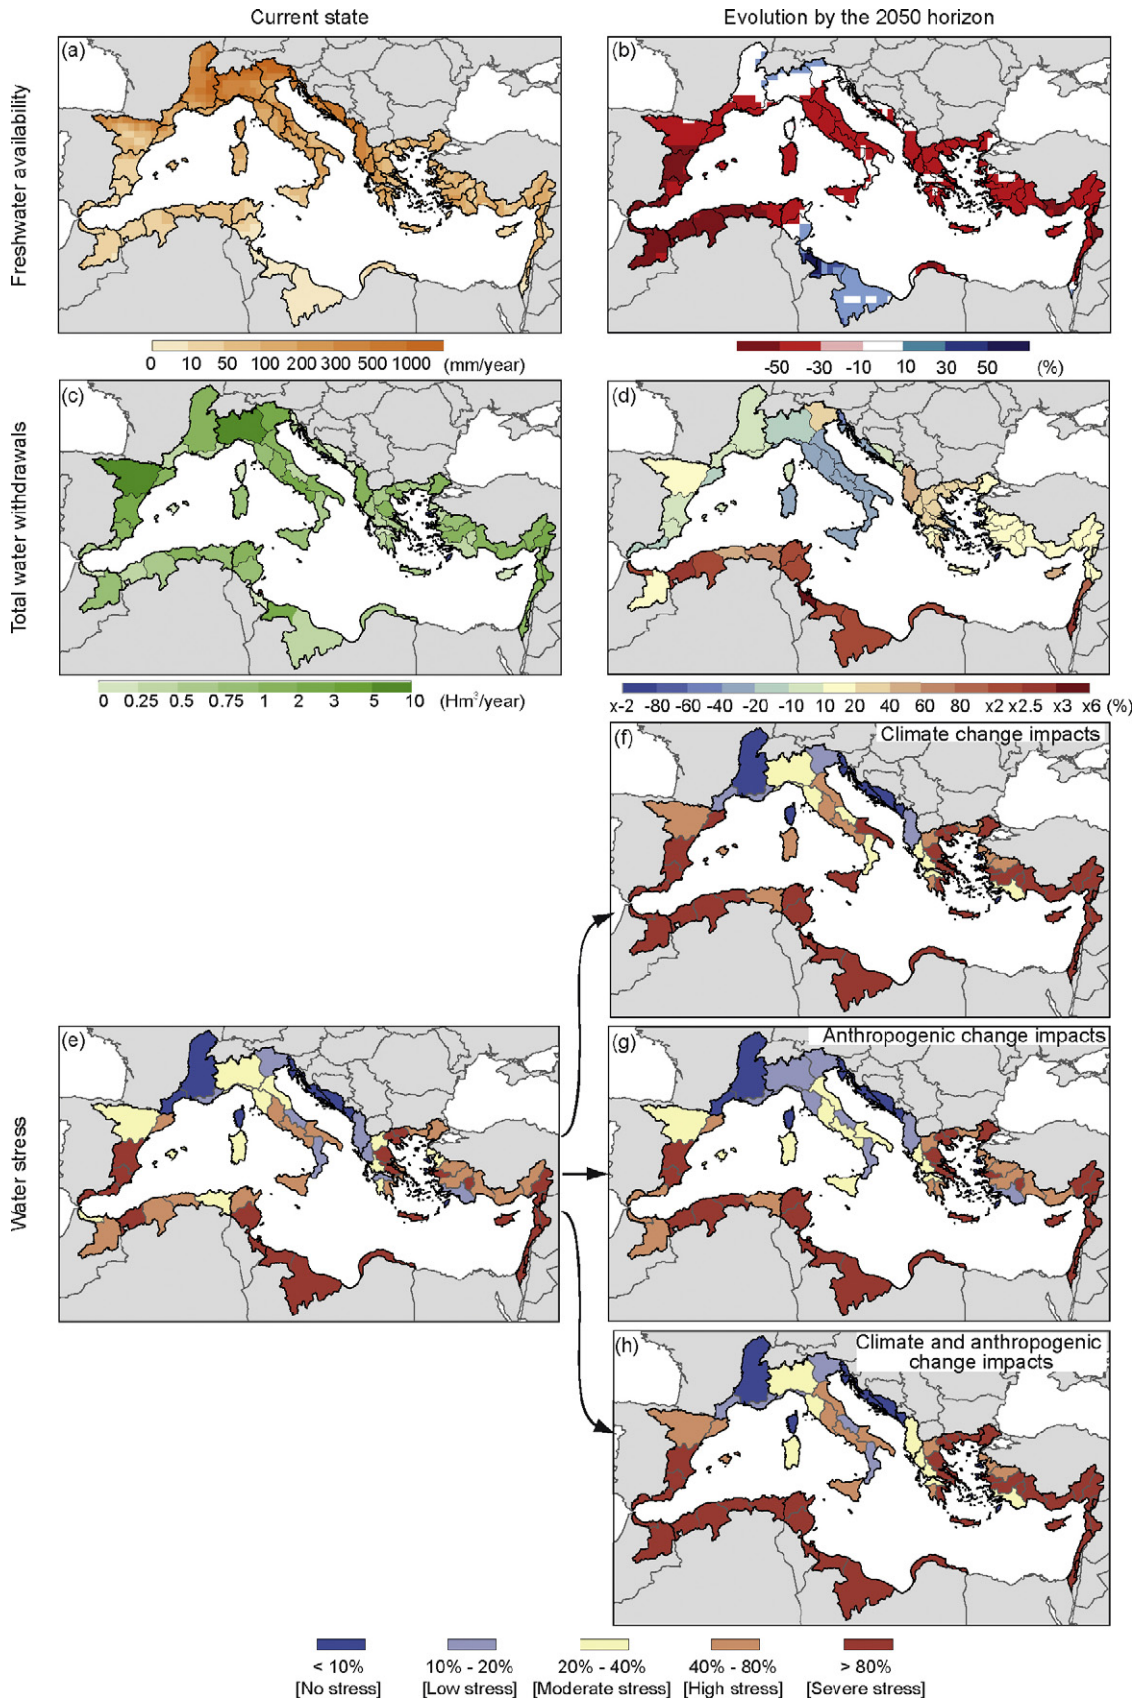 Current state
Evolution by the 2050 horizon
Freshwater availability
(a)
(b)
0 10 50 100 200 300 500 1000 (mm/year)
-50 -30 -10 10 30 50 (%)
Total water withdrawals
(c)
(d)
0 0.25 0.5 0.75 1 2 3 5 10 (Hm³/year)
x-2 -80 -60 -40 -20 -10 10 20 40 60 80 x2 x2.5 x3 x6 (%)
(f)
Climate change impacts
Water stress
(e)
(g)
Anthropogenic change impacts
(h)
Climate and anthropogenic
change impacts
< 10% 10% - 20% 20% - 40% 40% - 80% > 80%
[No stress] [Low stress] [Moderate stress] [High stress] [Severe stress]